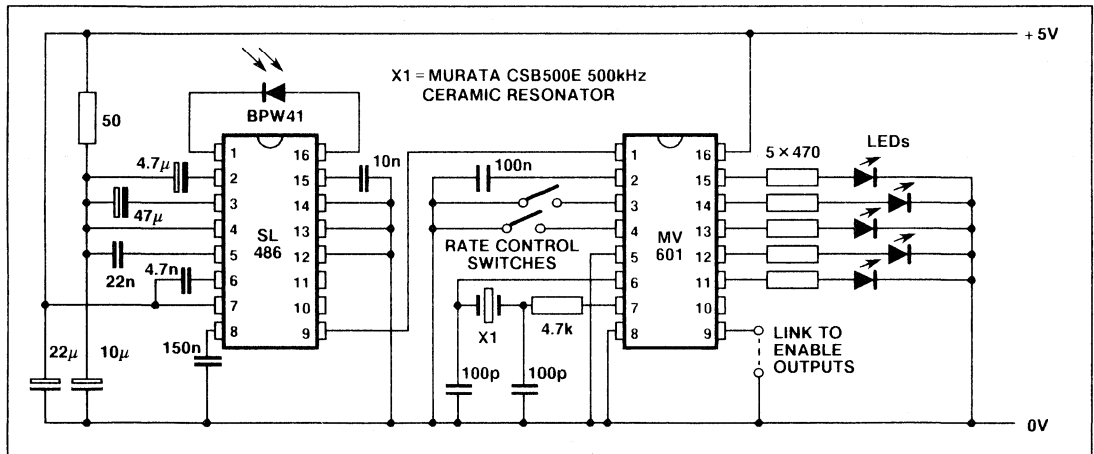 +5V
X1 = MURATA CSB500E 500kHz
CERAMIC RESONATOR
BPW41
50
4.7µ
47µ
22n
4.7n
22µ
10µ
150n
10n
SL
486
1
2
3
4
5
6
7
8
16
15
14
13
12
11
10
9
100n
RATE CONTROL
SWITCHES
X1
4.7k
100p
100p
MV
601
1
2
3
4
5
6
7
8
16
15
14
13
12
11
10
9
5 × 470
LEDs
LINK TO
ENABLE
OUTPUTS
0V